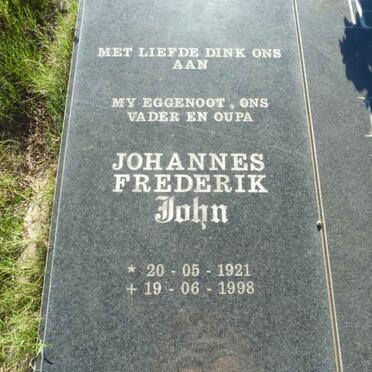 MET LIEFDE DINK ONS
AAN
MY EGGENOOT, ONS
VADER EN OUPA
JOHANNES
FREDERIK
John
* 20 - 05 - 1921
+ 19 - 06 - 1998